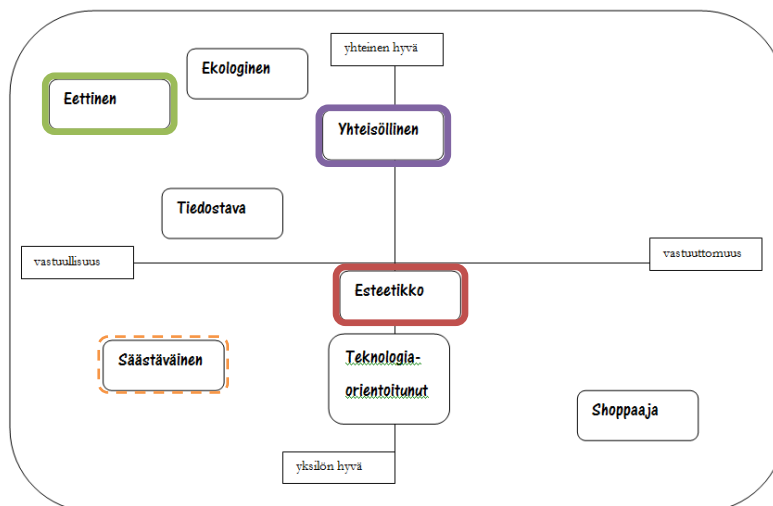 yhteinen hyvä
Ekologinen
Eettinen
Yhteisöllinen
Tiedostava
vastuullisuus
vastuuttomuus
Esteetikko
Säästäväinen
Teknologia-
orientoitunut
Shoppaaja
yksilön hyvä